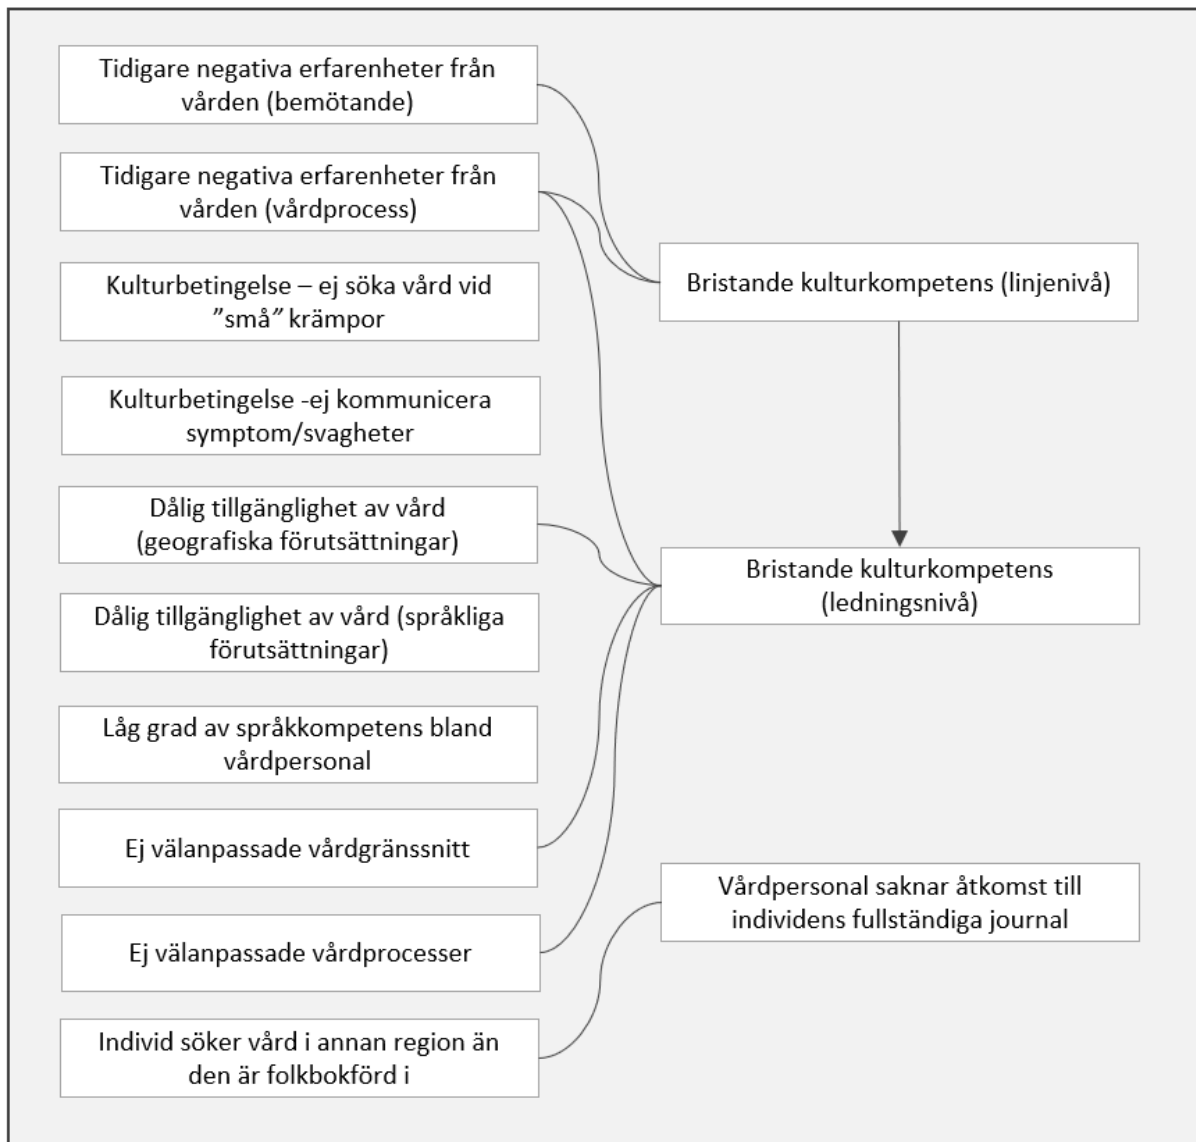 Tidigare negativa erfarenheter från
vården (bemötande)
Tidigare negativa erfarenheter från
vården (vårdprocess)
Kulturbetingelse – ej söka vård vid
”små” krämpor
Kulturbetingelse -ej kommunicera
symptom/svagheter
Dålig tillgänglighet av vård
(geografiska förutsättningar)
Dålig tillgänglighet av vård (språkliga
förutsättningar)
Låg grad av språkkompetens bland
vårdpersonal
Ej välanpassade vårdgränssnitt
Ej välanpassade vårdprocesser
Individ söker vård i annan region än
den är folkbokförd i
Bristande kulturkompetens (linjenivå)
Bristande kulturkompetens
(ledningsnivå)
Vårdpersonal saknar åtkomst till
individens fullständiga journal